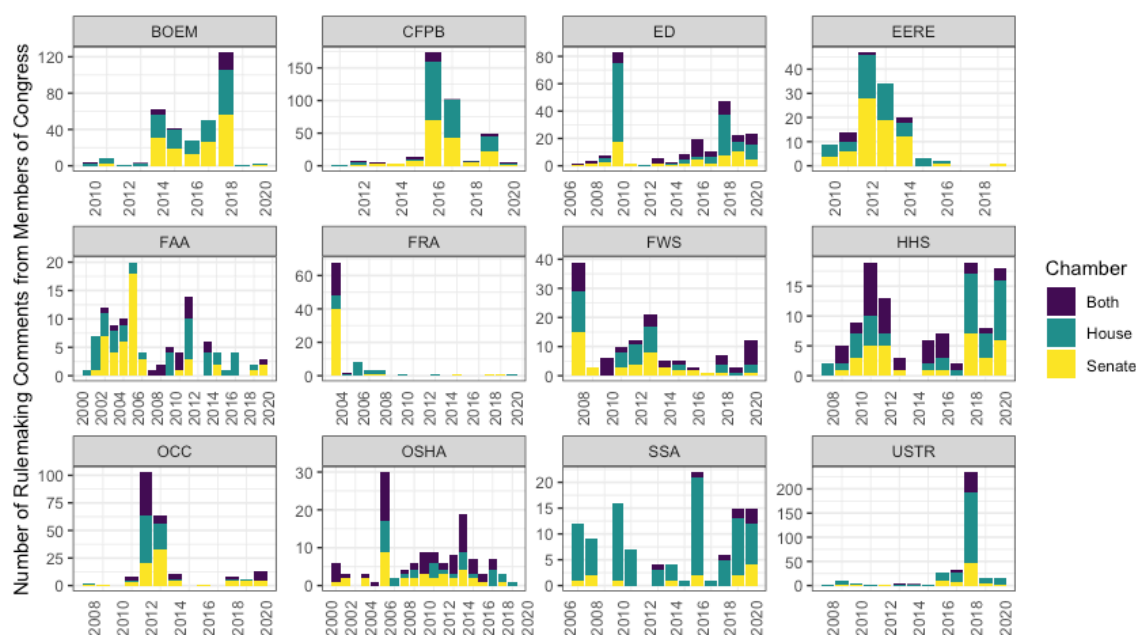 Number of Rulemaking Comments from Members of Congress
BOEM CFPB ED EERE
120 80 40 0
2010 2012 2014 2016 2018 2020
150 100 50 0
2012 2014 2016 2018 2020
80 60 40 20 0
2006 2008 2010 2012 2014 2016 2018 2020
40 30 20 10 0
2010 2012 2014 2016 2018
FAA FRA FWS HHS
20 15 10 5 0
2000 2002 2004 2006 2008 2010 2012 2014 2016 2018 2020
60 40 20 0
2004 2006 2008 2010 2012 2014 2016 2018 2020
40 30 20 10 0
2008 2010 2012 2014 2016 2018 2020
15 10 5 0
2008 2010 2012 2014 2016 2018 2020
OCC OSHA SSA USTR
100 75 50 25 0
2008 2010 2012 2014 2016 2018 2020
30 20 10 0
2000 2002 2004 2006 2008 2010 2012 2014 2016 2018 2020
20 15 10 5 0
2006 2008 2010 2012 2014 2016 2018 2020
200 150 100 50 0
2008 2010 2012 2014 2016 2018 2020
Chamber
Both
House
Senate